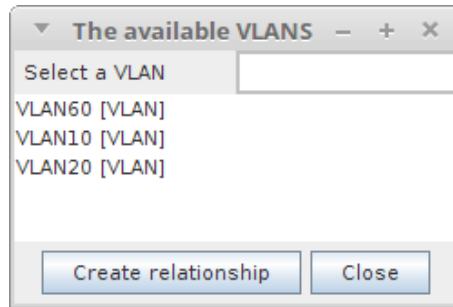 The available VLANS
Select a VLAN
VLAN60 [VLAN]
VLAN10 [VLAN]
VLAN20 [VLAN]
Create relationship Close